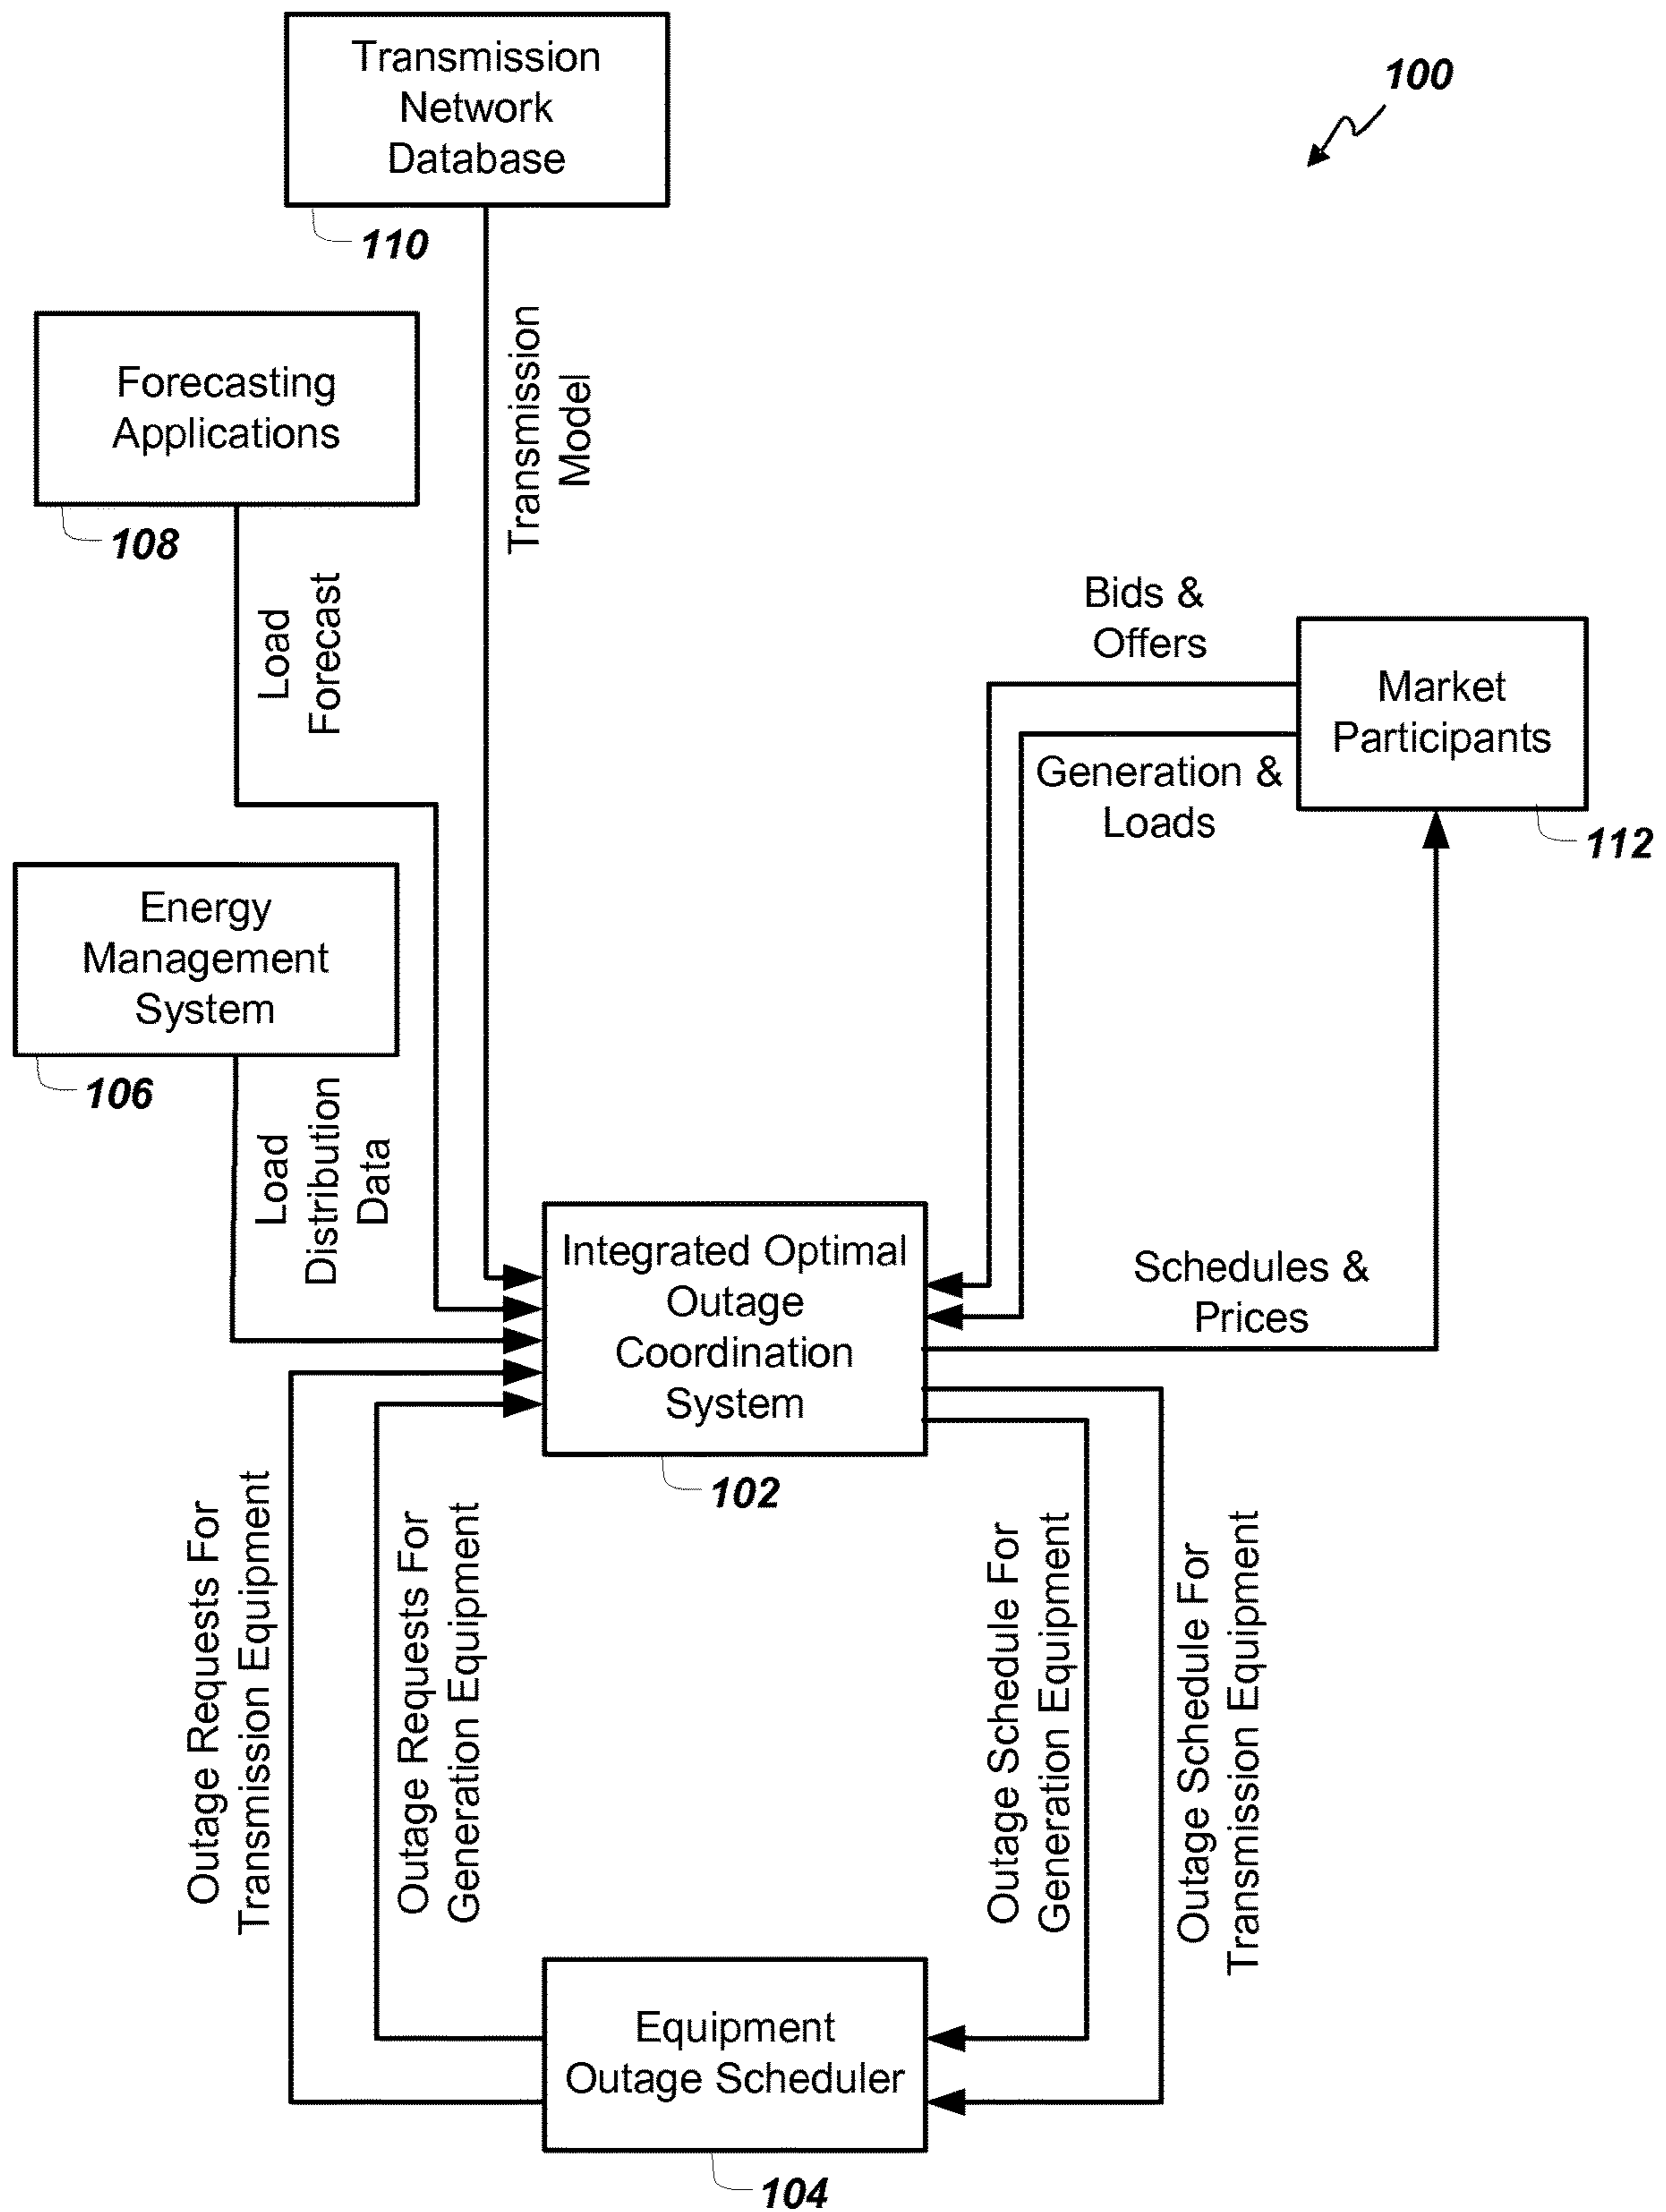 Transmission
Network
Database
100
110
Transmission
Model
Forecasting
Applications
108
Load
Forecast
Bids &
Offers
Market
Participants
Generation &
Loads
112
Energy
Management
System
106
Load
Distribution
Data
Integrated Optimal
Outage
Coordination
System
102
Schedules &
Prices
Outage Requests For
Transmission Equipment
Outage Requests For
Generation Equipment
Outage Schedule For
Generation Equipment
Outage Schedule For
Transmission Equipment
Equipment
Outage Scheduler
104